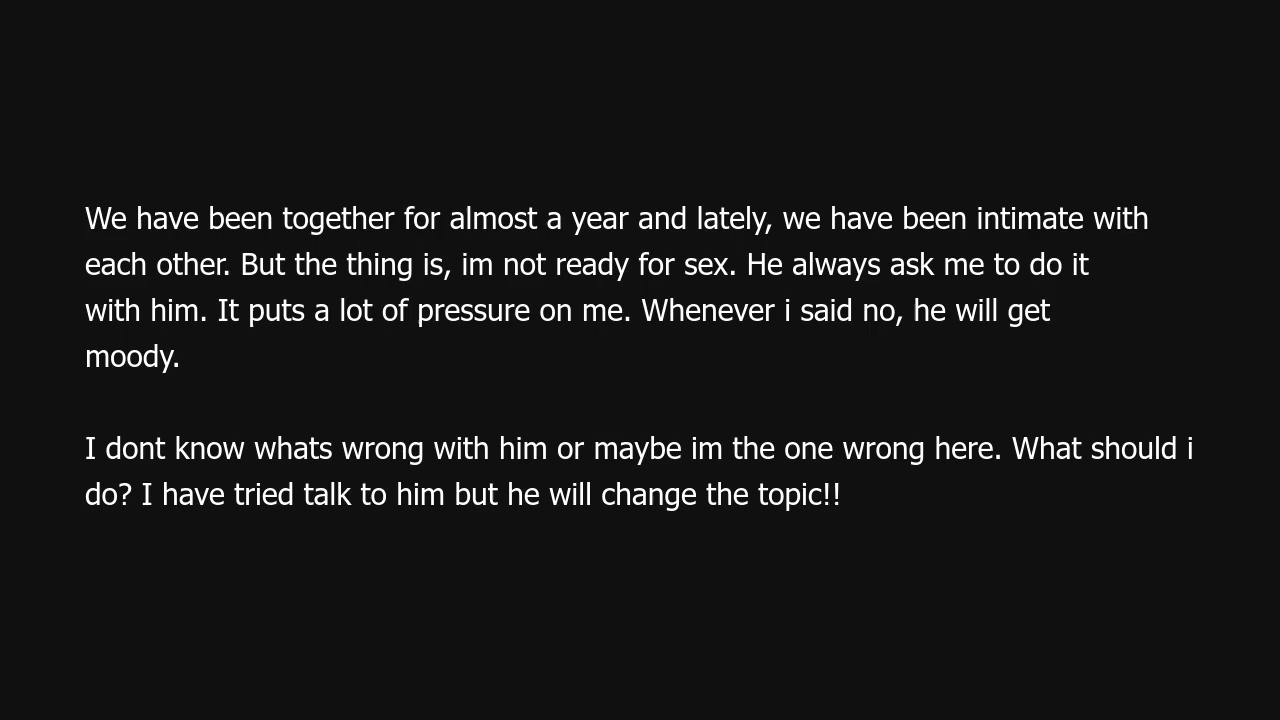 We have been together for almost a year and lately, we have been intimate with
each other. But the thing is, im not ready for sex. He always ask me to do it
with him. It puts a lot of pressure on me. Whenever i said no, he will get
moody.
I dont know whats wrong with him or maybe im the one wrong here. What should i
do? I have tried talk to him but he will change the topic!!